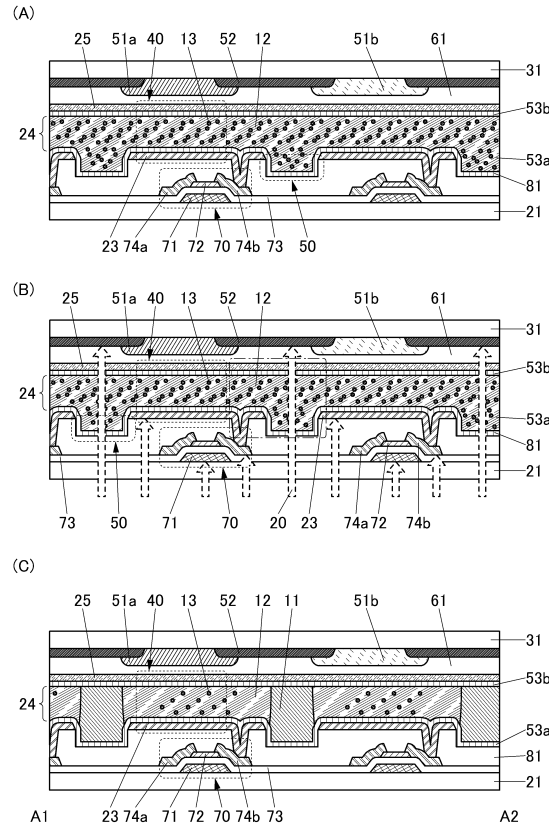 (A)
25 51a 40 13 52 12 51b 61
31
53b
24
53a
81
21
23 74a 71 72 70 74b 73 50
(B)
25 51a 40 13 52 12 51b 61
31
53b
24
53a
81
21
73 50 71 70 20 23 74a 72 74b
(C)
25 51a 40 13 52 12 11 51b 61
31
53b
24
53a
81
21
A1 23 74a 71 72 70 74b 73 A2